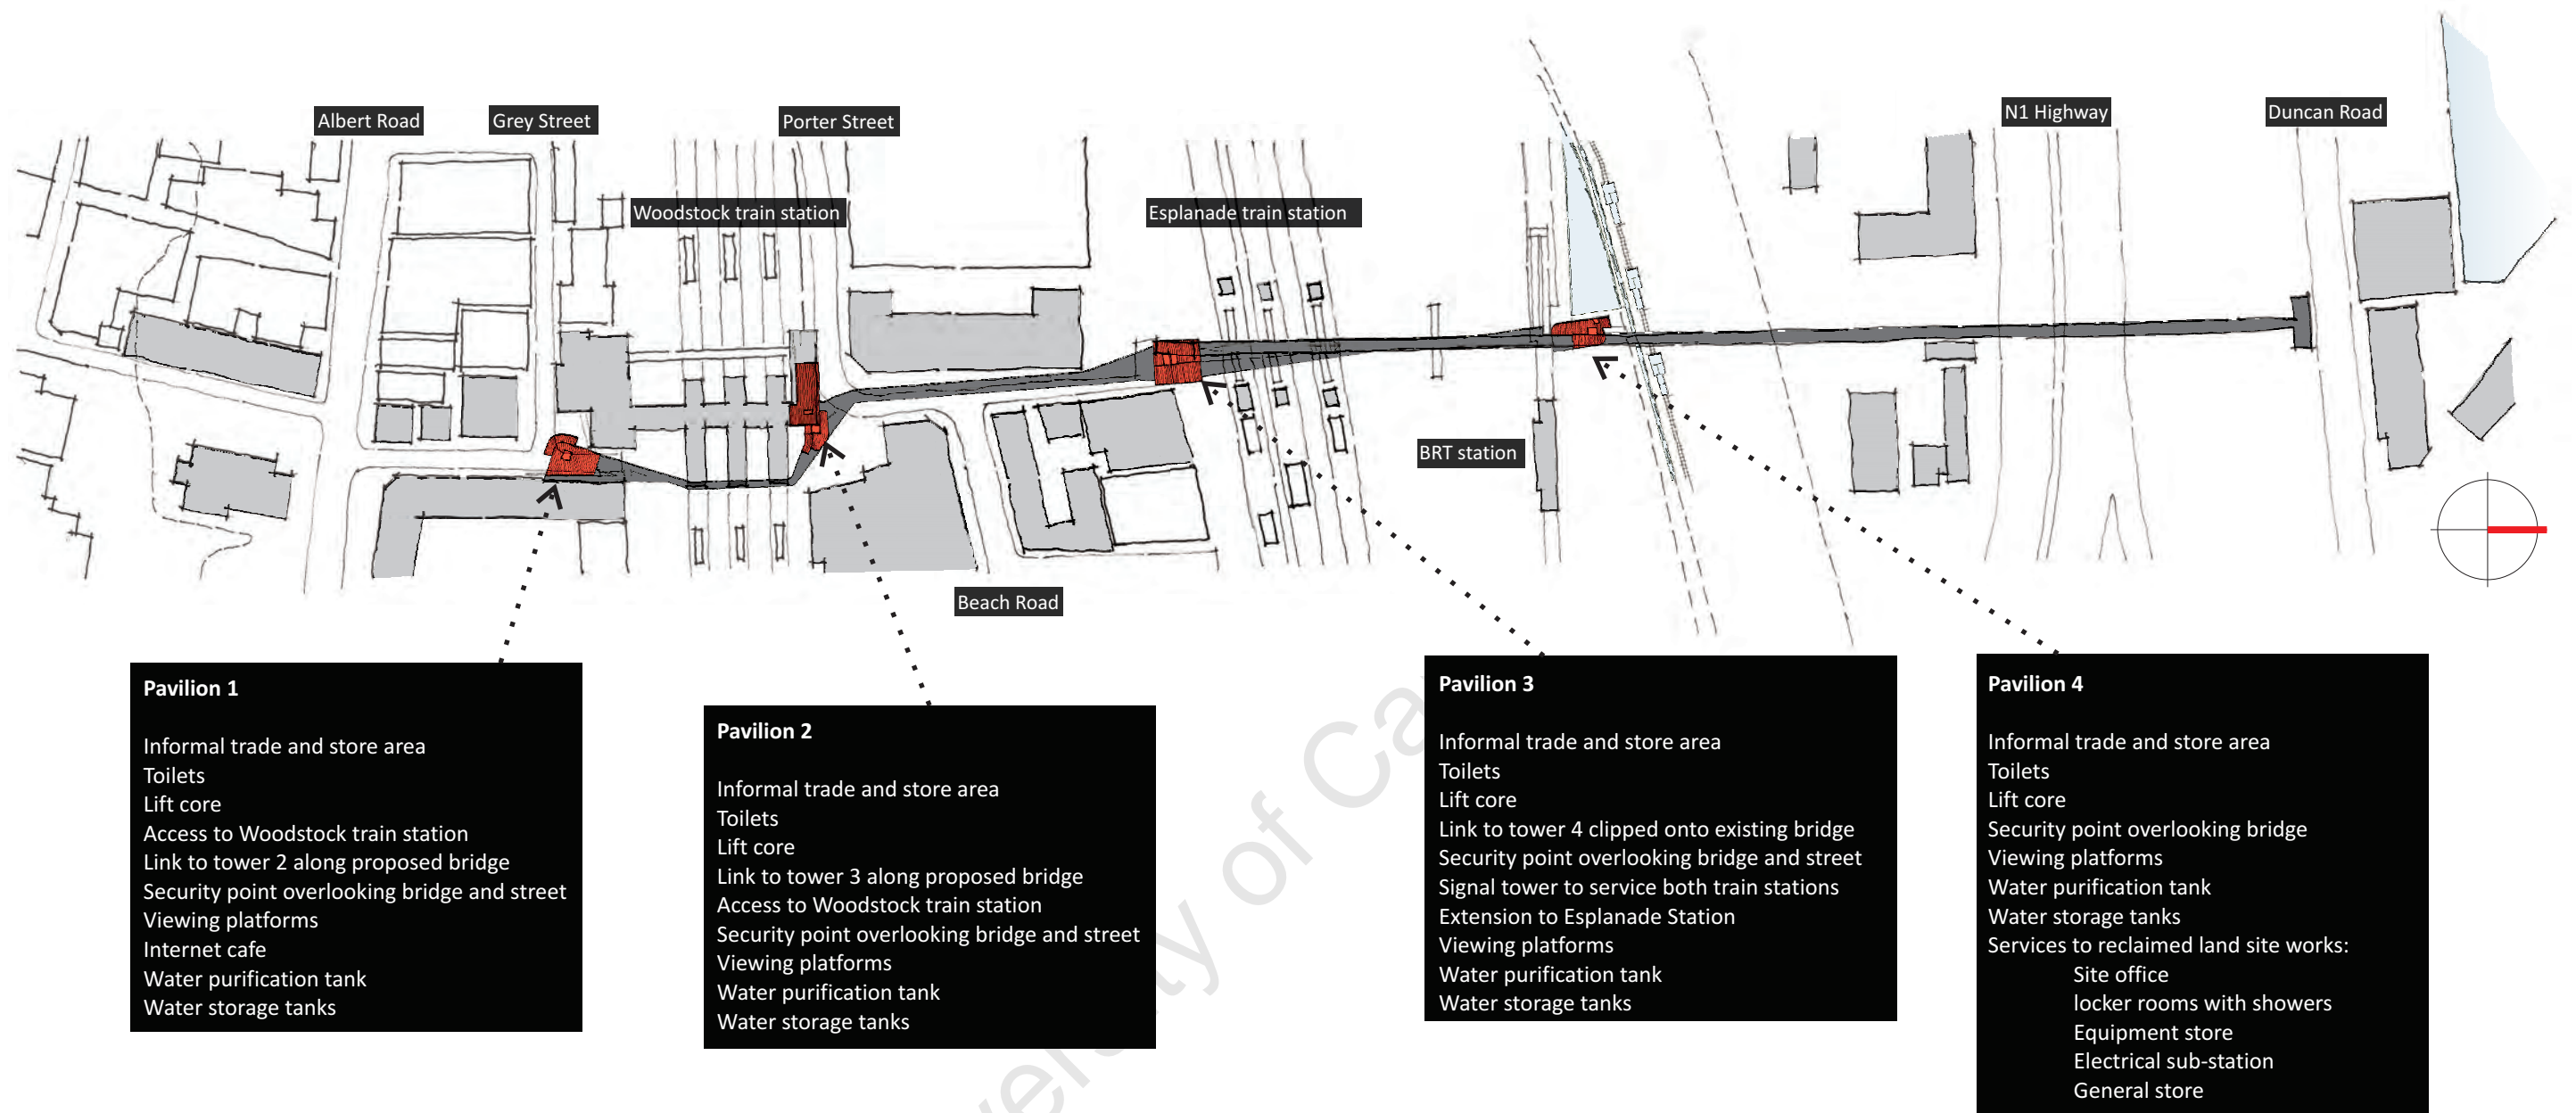 Albert Road
Grey Street
Porter Street
N1 Highway
Duncan Road
Woodstock train station
Esplanade train station
BRT station
Beach Road
Pavilion 1
Informal trade and store area
Toilets
Lift core
Access to Woodstock train station
Link to tower 2 along proposed bridge
Security point overlooking bridge and street
Viewing platforms
Internet cafe
Water purification tank
Water storage tanks
Pavilion 2
Informal trade and store area
Toilets
Lift core
Link to tower 3 along proposed bridge
Access to Woodstock train station
Security point overlooking bridge and street
Viewing platforms
Water purification tank
Water storage tanks
Pavilion 3
Informal trade and store area
Toilets
Lift core
Link to tower 4 clipped onto existing bridge
Security point overlooking bridge and street
Signal tower to service both train stations
Extension to Esplanade Station
Viewing platforms
Water purification tank
Water storage tanks
Pavilion 4
Informal trade and store area
Toilets
Lift core
Security point overlooking bridge
Viewing platforms
Water purification tank
Water storage tanks
Services to reclaimed land site works:
Site office
locker rooms with showers
Equipment store
Electrical sub-station
General store